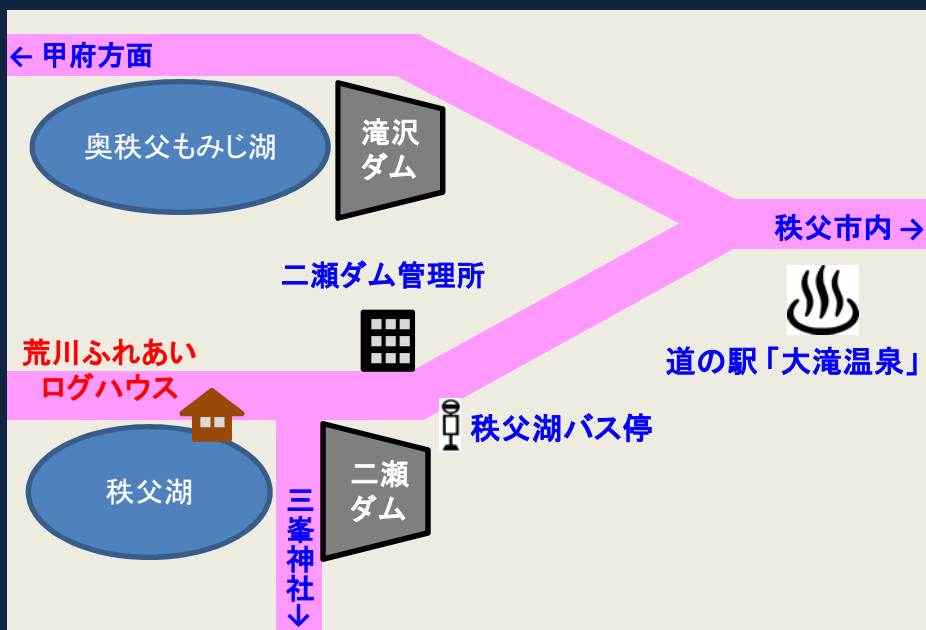 ← 甲府方面
奥秩父もみじ湖
滝沢
ダム
秩父市内 →
二瀬ダム管理所
道の駅「大滝温泉」
荒川ふれあい
ログハウス
秩父湖バス停
秩父湖
二瀬
ダム
三峯神社↓